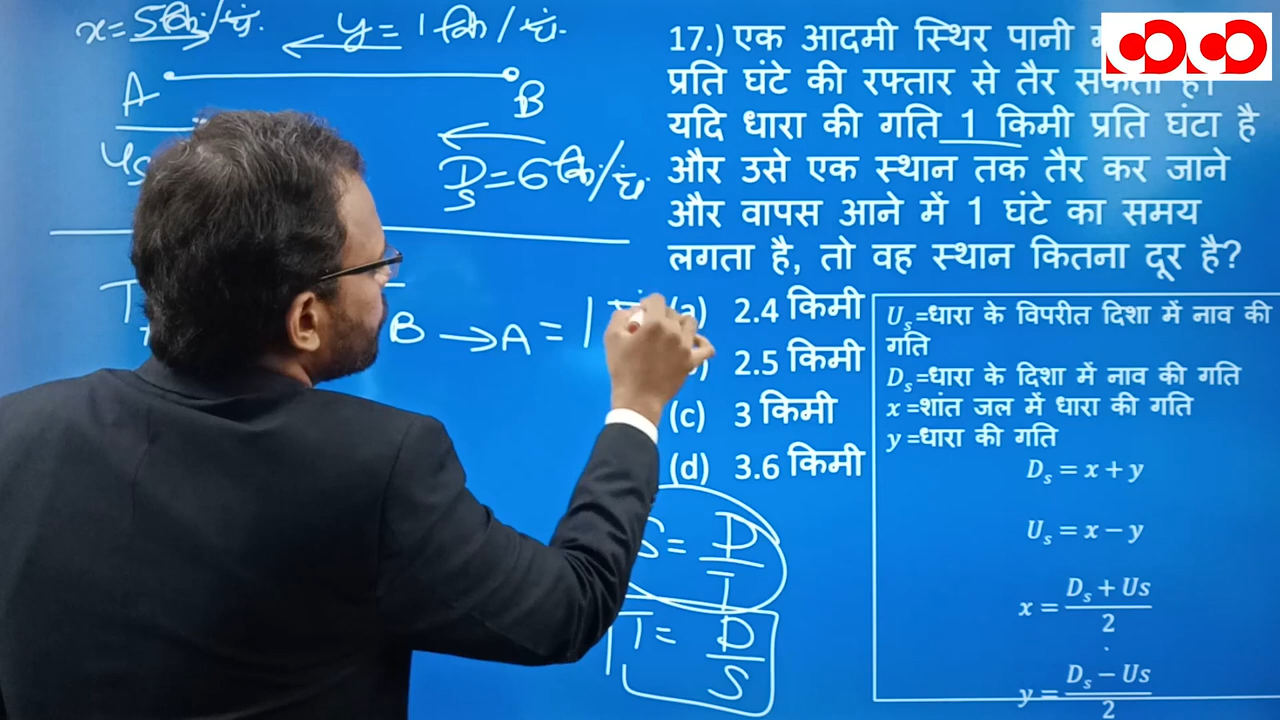 x= 5कि/घं. y= 1 कि/घं.
A B
Ds=6कि/घं.
B → A = 1
S= D/T
T= D/S
17.) एक आदमी स्थिर पानी
प्रति घंटे की रफ्तार से तैर सकता है।
यदि धारा की गति 1 किमी प्रति घंटा है
और उसे एक स्थान तक तैर कर जाने
और वापस आने में 1 घंटे का समय
लगता है, तो वह स्थान कितना दूर है?
(a) 2.4 किमी
2.5 किमी
(c) 3 किमी
(d) 3.6 किमी
Us=धारा के विपरीत दिशा में नाव की
गति
Ds=धारा के दिशा में नाव की गति
x =शांत जल में धारा की गति
y=धारा की गति
Ds = x + y
Us = x − y
x = (Ds + Us)/2
y = (Ds − Us)/2